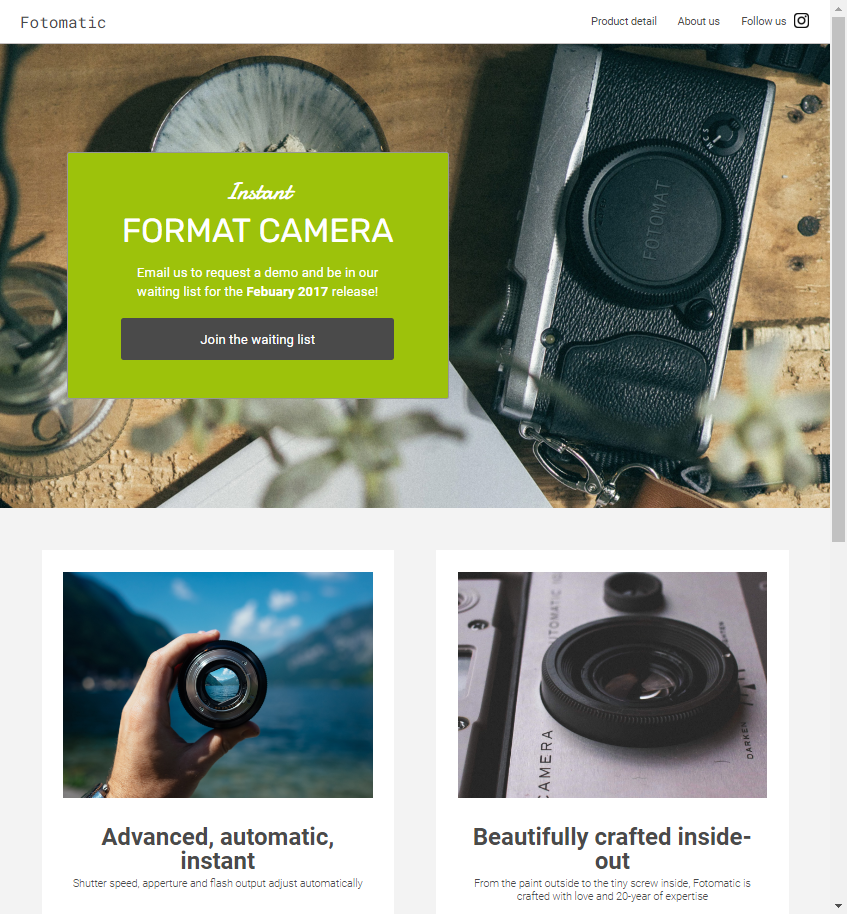 Fotomatic
Product detail
About us
Follow us
M C S
FOTOMAT
Instant
FORMAT CAMERA
Email us to request a demo and be in our
waiting list for the Febuary 2017 release!
Join the waiting list
CAMERA
DARKEN
Advanced, automatic,
instant
Shutter speed, apperture and flash output adjust automatically
Beautifully crafted inside-
out
From the paint outside to the tiny screw inside, Fotomatic is
crafted with love and 20-year of expertise